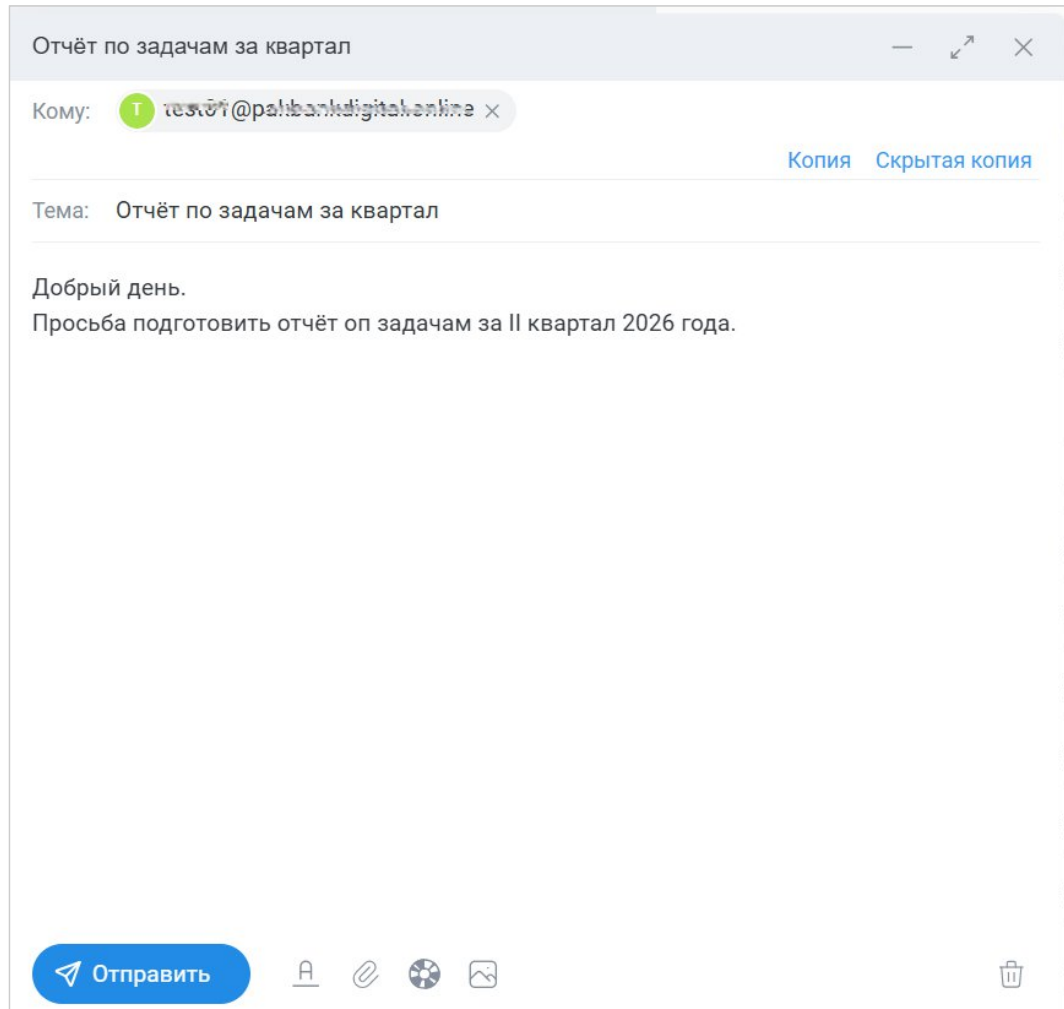 Отчёт по задачам за квартал
Кому: T
Копия Скрытая копия
Тема: Отчёт по задачам за квартал
Добрый день.
Просьба подготовить отчёт оп задачам за II квартал 2026 года.
Отправить A